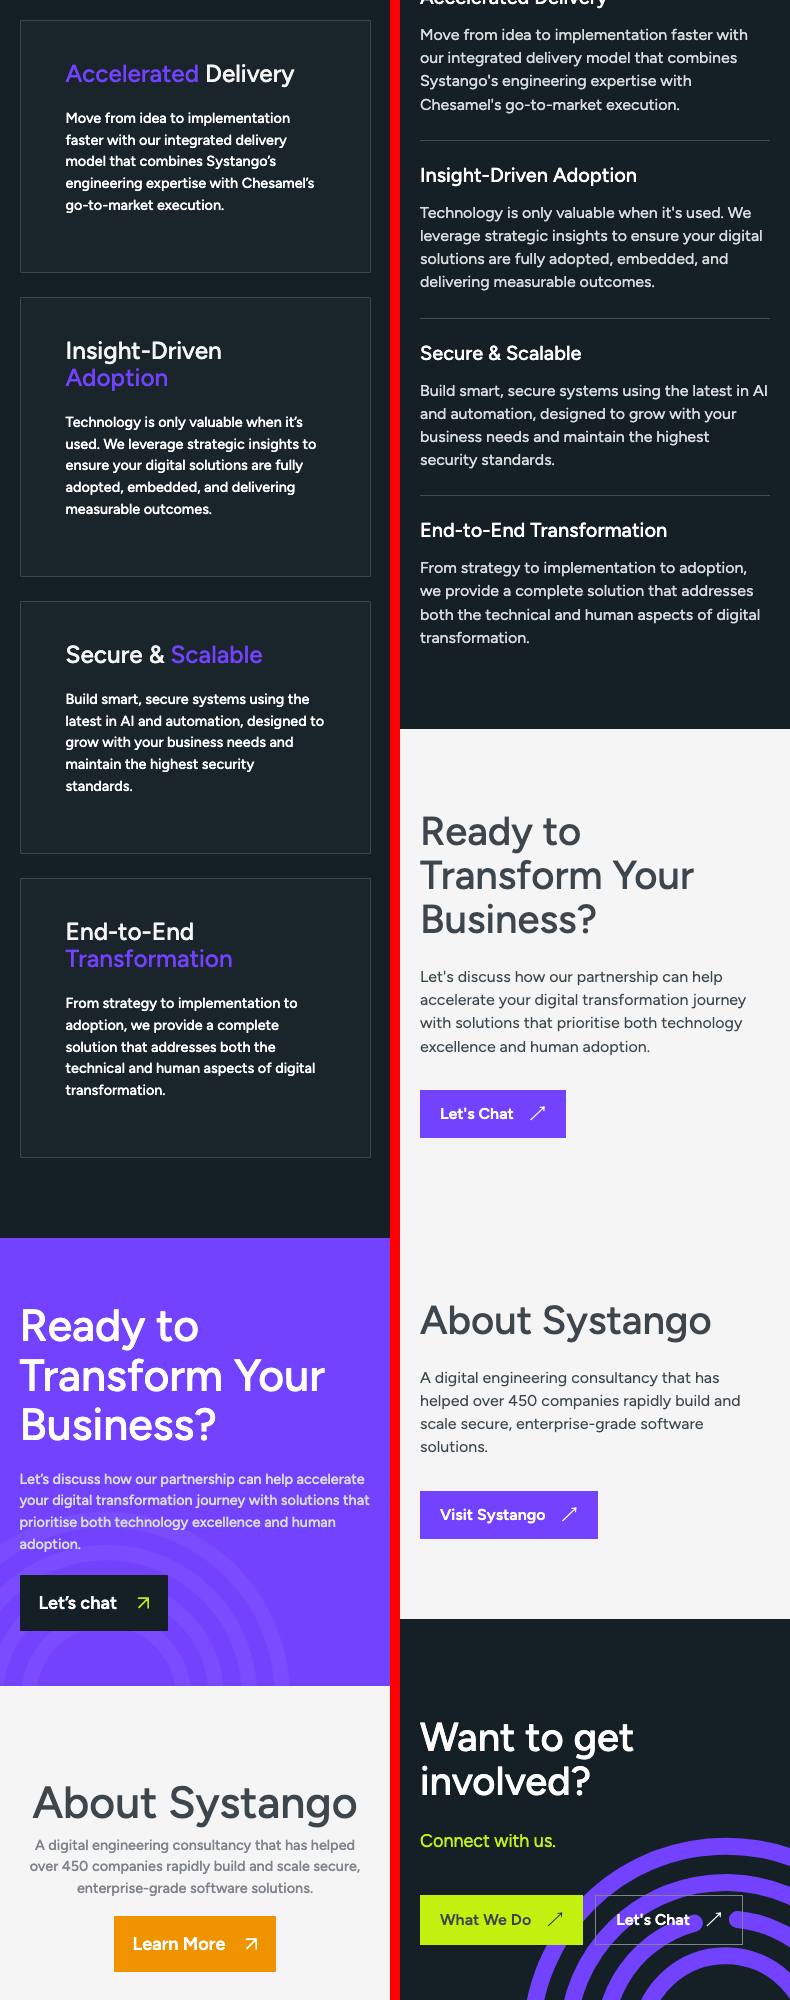 Accelerated Delivery
Move from idea to implementation
faster with our integrated delivery
model that combines Systango’s
engineering expertise with Chesamel’s
go-to-market execution.
Insight-Driven
Adoption
Technology is only valuable when it’s
used. We leverage strategic insights to
ensure your digital solutions are fully
adopted, embedded, and delivering
measurable outcomes.
Secure & Scalable
Build smart, secure systems using the
latest in AI and automation, designed to
grow with your business needs and
maintain the highest security
standards.
End-to-End
Transformation
From strategy to implementation to
adoption, we provide a complete
solution that addresses both the
technical and human aspects of digital
transformation.
Ready to
Transform Your
Business?
Let’s discuss how our partnership can help accelerate
your digital transformation journey with solutions that
prioritise both technology excellence and human
adoption.
Let’s chat
About Systango
A digital engineering consultancy that has helped
over 450 companies rapidly build and scale secure,
enterprise-grade software solutions.
Learn More
Accelerated Delivery
Move from idea to implementation faster with
our integrated delivery model that combines
Systango's engineering expertise with
Chesamel's go-to-market execution.
Insight-Driven Adoption
Technology is only valuable when it's used. We
leverage strategic insights to ensure your digital
solutions are fully adopted, embedded, and
delivering measurable outcomes.
Secure & Scalable
Build smart, secure systems using the latest in AI
and automation, designed to grow with your
business needs and maintain the highest
security standards.
End-to-End Transformation
From strategy to implementation to adoption,
we provide a complete solution that addresses
both the technical and human aspects of digital
transformation.
Ready to
Transform Your
Business?
Let's discuss how our partnership can help
accelerate your digital transformation journey
with solutions that prioritise both technology
excellence and human adoption.
Let's Chat
About Systango
A digital engineering consultancy that has
helped over 450 companies rapidly build and
scale secure, enterprise-grade software
solutions.
Visit Systango
Want to get
involved?
Connect with us.
What We Do
Let's Chat